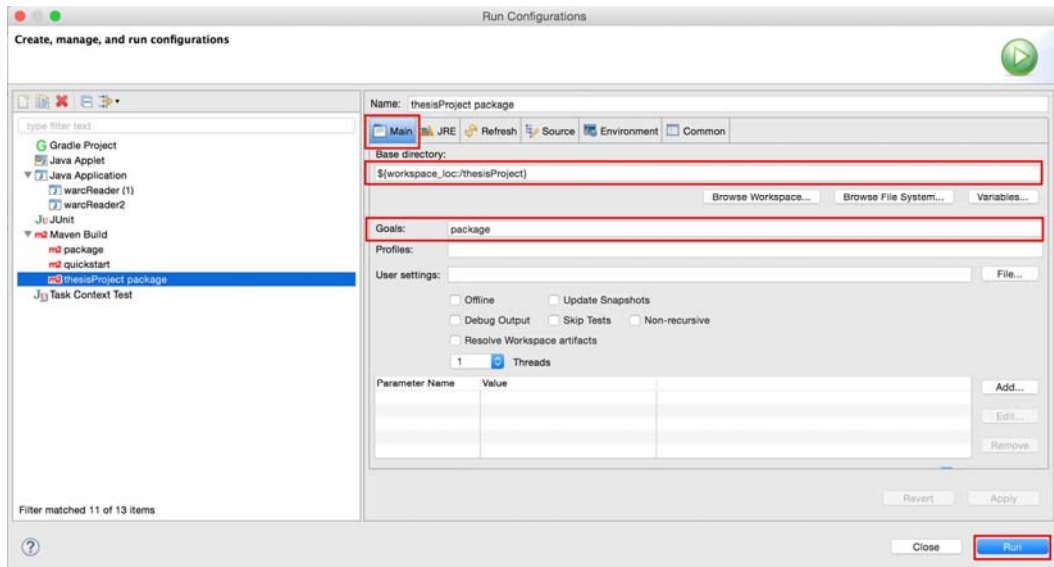 Run Configurations
Create, manage, and run configurations
type filter text
Gradle Project
Java Applet
Java Application
warcReader (1)
warcReader2
JUnit
Maven Build
package
quickstart
thesisProject package
Task Context Test
Filter matched 11 of 13 items
Name: thesisProject package
Main JRE Refresh Source Environment Common
Base directory:
${workspace_loc:/thesisProject}
Browse Workspace... Browse File System... Variables...
Goals: package
Profiles:
User settings: File...
Offline Update Snapshots
Debug Output Skip Tests Non-recursive
Resolve Workspace artifacts
1 Threads
Parameter Name Value
Add...
Edit...
Remove
Revert Apply
Close Run